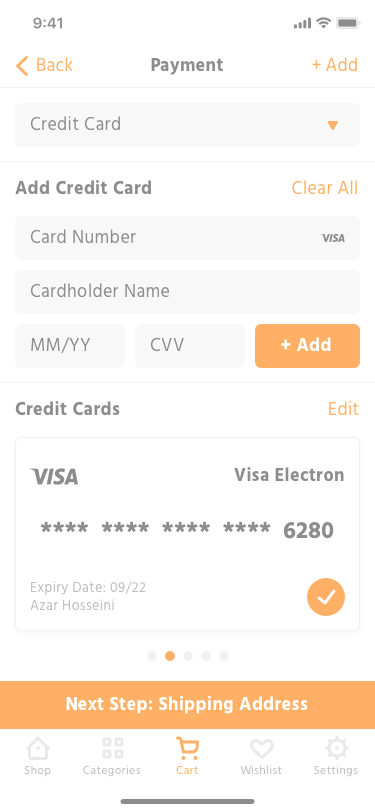 9:41
Back Payment + Add
Credit Card
Add Credit Card Clear All
Card Number VISA
Cardholder Name
MM/YY CVV + Add
Credit Cards Edit
VISA Visa Electron
**** **** **** **** 6280
Expiry Date: 09/22
Azar Hosseini
Next Step: Shipping Address
Shop Categories Cart Wishlist Settings